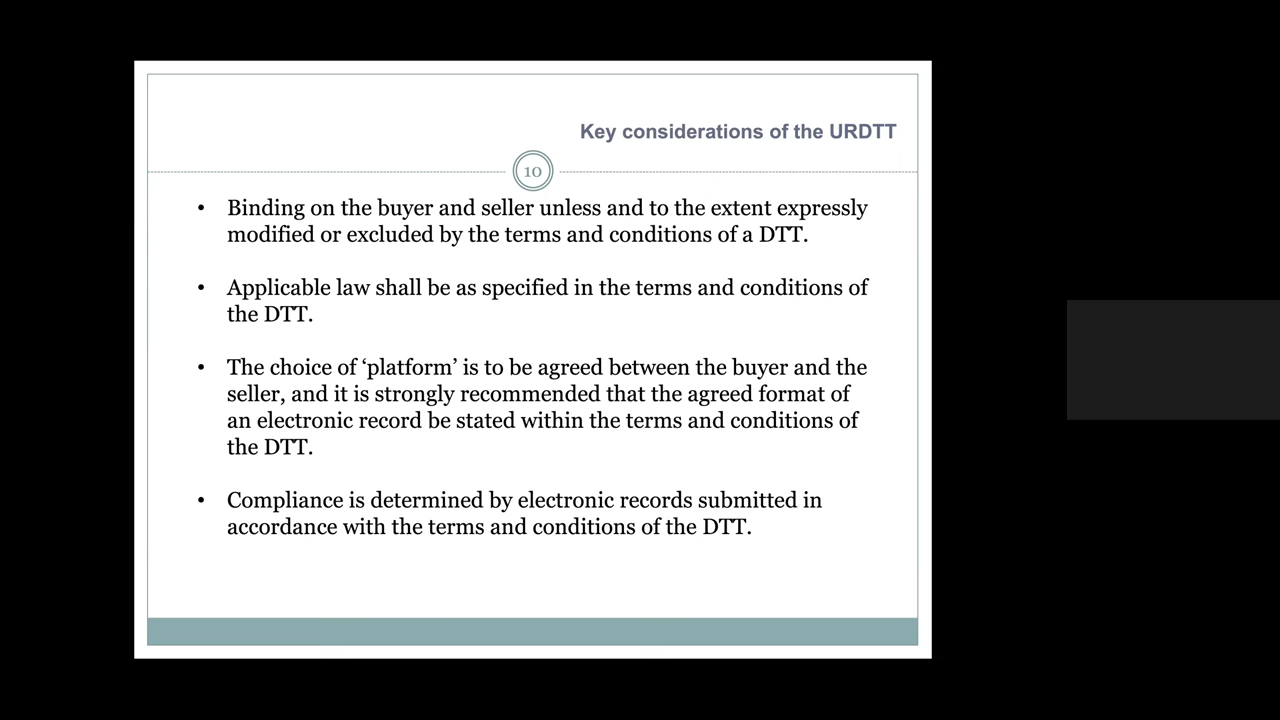 Key considerations of the URDTT
10
• Binding on the buyer and seller unless and to the extent expressly
modified or excluded by the terms and conditions of a DTT.
• Applicable law shall be as specified in the terms and conditions of
the DTT.
• The choice of ‘platform’ is to be agreed between the buyer and the
seller, and it is strongly recommended that the agreed format of
an electronic record be stated within the terms and conditions of
the DTT.
• Compliance is determined by electronic records submitted in
accordance with the terms and conditions of the DTT.